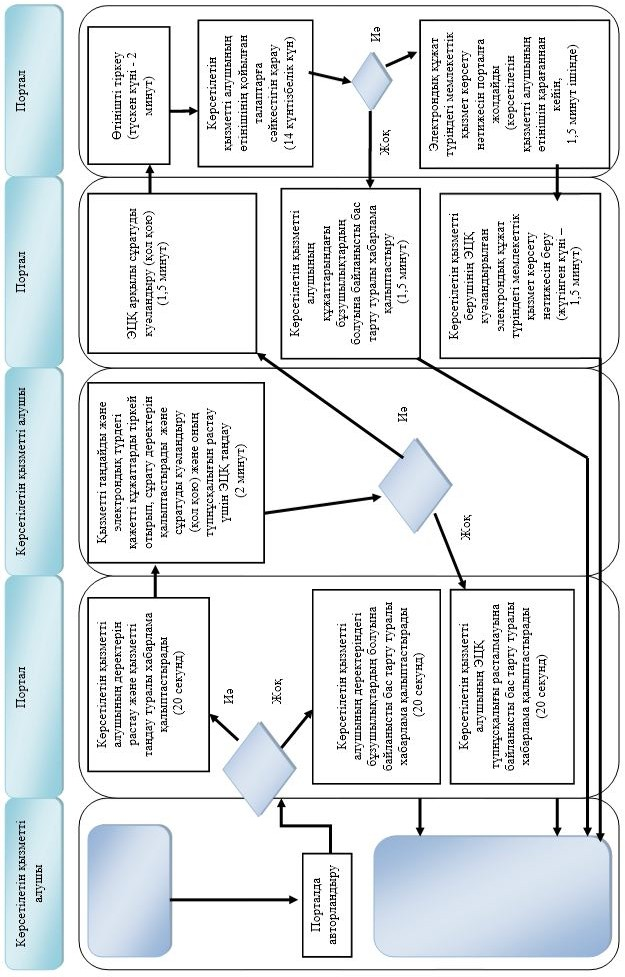 Көрсетілетін қызметті
алушы
Портал
Көрсетілетін қызметті алушы
Портал
Портал
Порталда
авторландыру
Көрсетілетін қызметті
алушының деректерін
растау және қызметті
таңдау туралы хабарлама
қалыптастырады
(20 секунд)
Иә
Жоқ
Көрсетілетін қызметті
алушының деректеріндегі
бұзушылықтардың болуына
байланысты бас тарту туралы
хабарлама қалыптастырады
(20 секунд)
Көрсетілетін қызметті
алушының ЭЦҚ
түпнұсқалығы расталмауына
байланысты бас тарту туралы
хабарлама қалыптастырады
(20 секунд)
Қызметті таңдайды және
электрондық түрдегі
қажетті құжаттарды тіркей
отырып, сұрату деректерін
қалыптастырады және
сұратуды куәландыру
(қол қою) және оның
түпнұсқалығын растау
үшін ЭЦҚ таңдау
(2 минут)
Иә
Жоқ
ЭЦҚ арқылы сұратуды
куәландыру (қол қою)
(1,5 минут)
Көрсетілетін қызметті
алушының
құжаттарындағы
бұзушылықтардың
болуына байланысты бас
тарту туралы хабарлама
қалыптастыру
(1,5 минут)
Көрсетілетін қызметті
берушінің ЭЦҚ
куәландырылған
электрондық құжат
түріндегі мемлекеттік
қызмет көрсету
нәтижесін беру
(жүгінген күні –
1,5 минут)
Өтінішті тіркеу
(түскен күні - 2
минут)
Көрсетілетін
қызметті алушының
өтінішінің қойылған
талаптарға
сәйкестігін қарау
(14 күнтізбелік күн)
Иә
Жоқ
Электрондық құжат
түріндегі мемлекеттік
қызмет көрсету
нәтижесін порталға
жолдайды
(көрсетілетін
қызметті алушының
өтінішін қарағаннан
кейін,
1,5 минут ішінде)